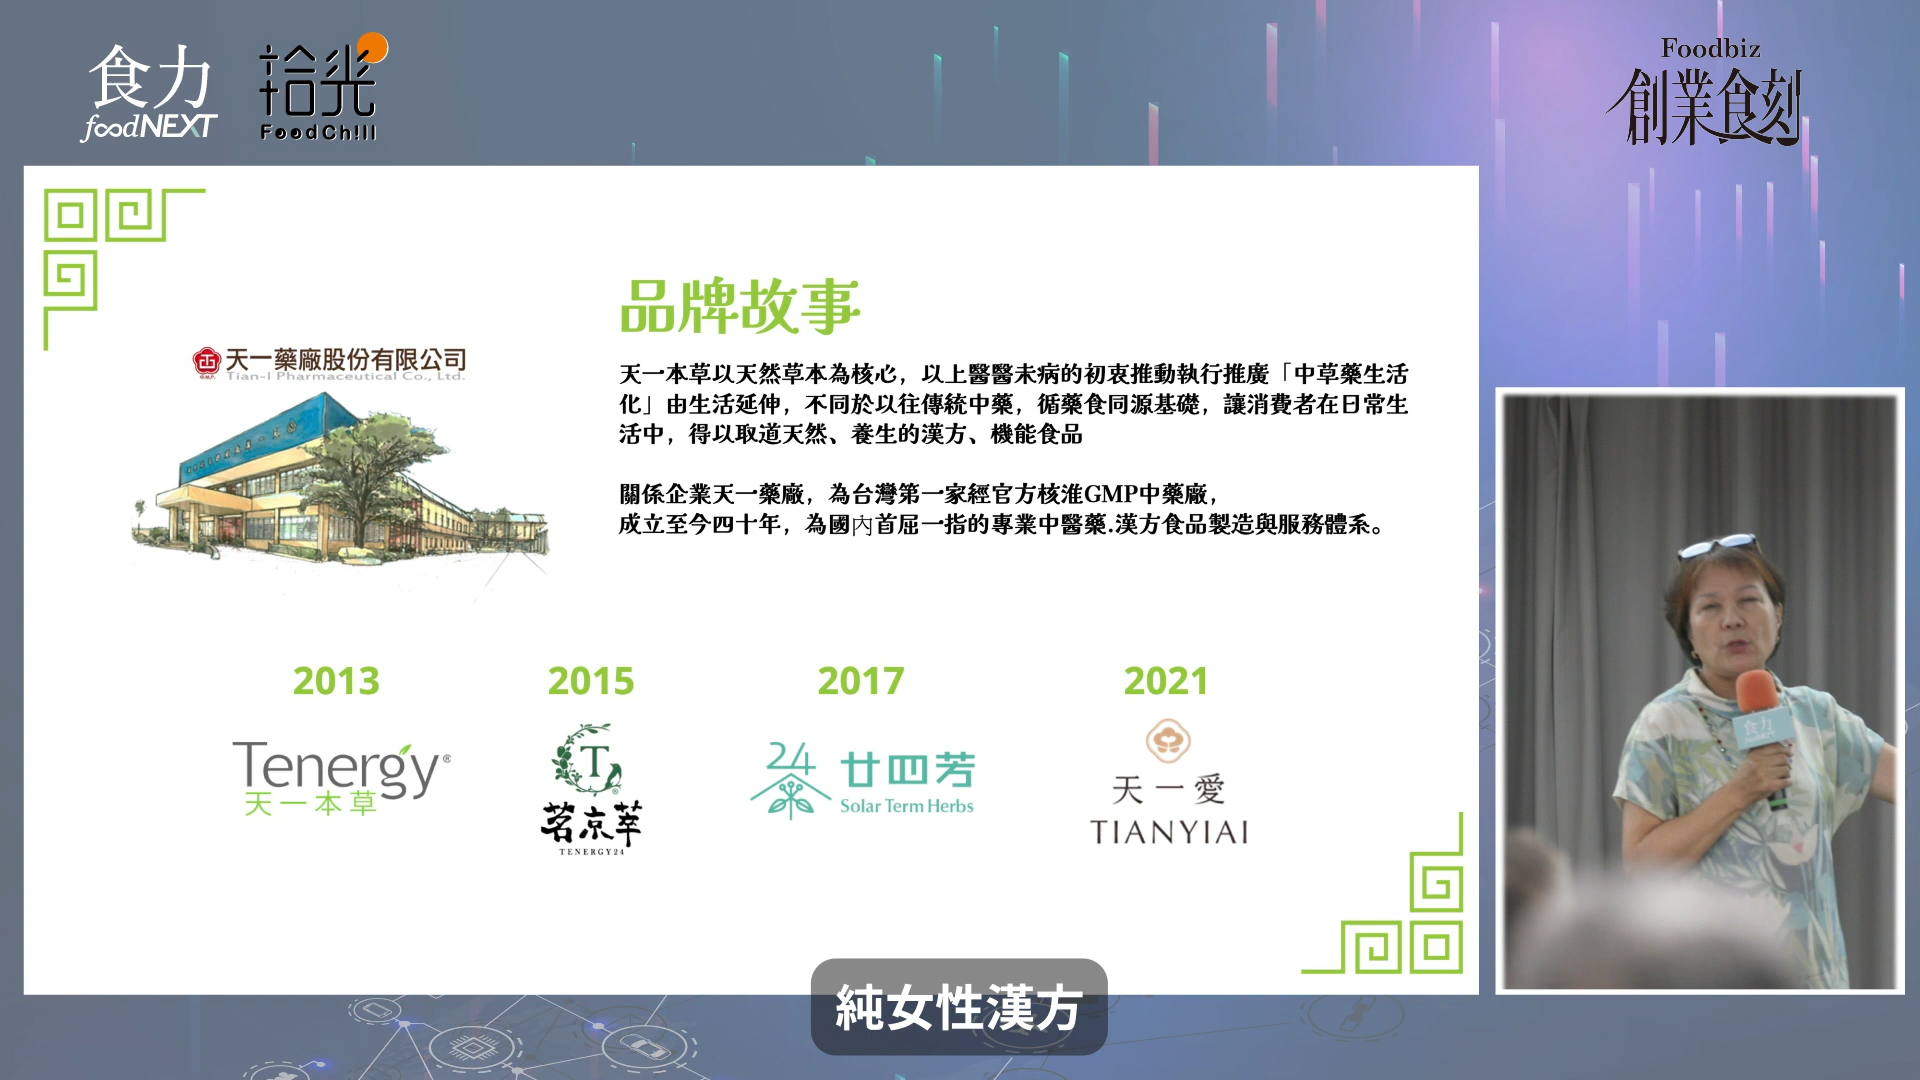 食力
foodNEXT
拾光
FoodCh!ll
Foodbiz
創業食刻
天一藥廠股份有限公司
G.M.P.
Tian-I Pharmaceutical Co., Ltd.
品牌故事
天一本草以天然草本為核心，以上醫醫未病的初衷推動執行推廣「中草藥生活
化」由生活延伸，不同於以往傳統中藥，循藥食同源基礎，讓消費者在日常生
活中，得以取道天然、養生的漢方、機能食品
關係企業天一藥廠，為台灣第一家經官方核淮GMP中藥廠，
成立至今四十年，為國內首屈一指的專業中醫藥.漢方食品製造與服務體系。
2013
2015
2017
2021
Tenergy®
天一本草
T
茗京萃
TENERGY24
24
廿四芳
Solar Term Herbs
天一愛
TIANYIAI
食力
foodNEXT
純女性漢方